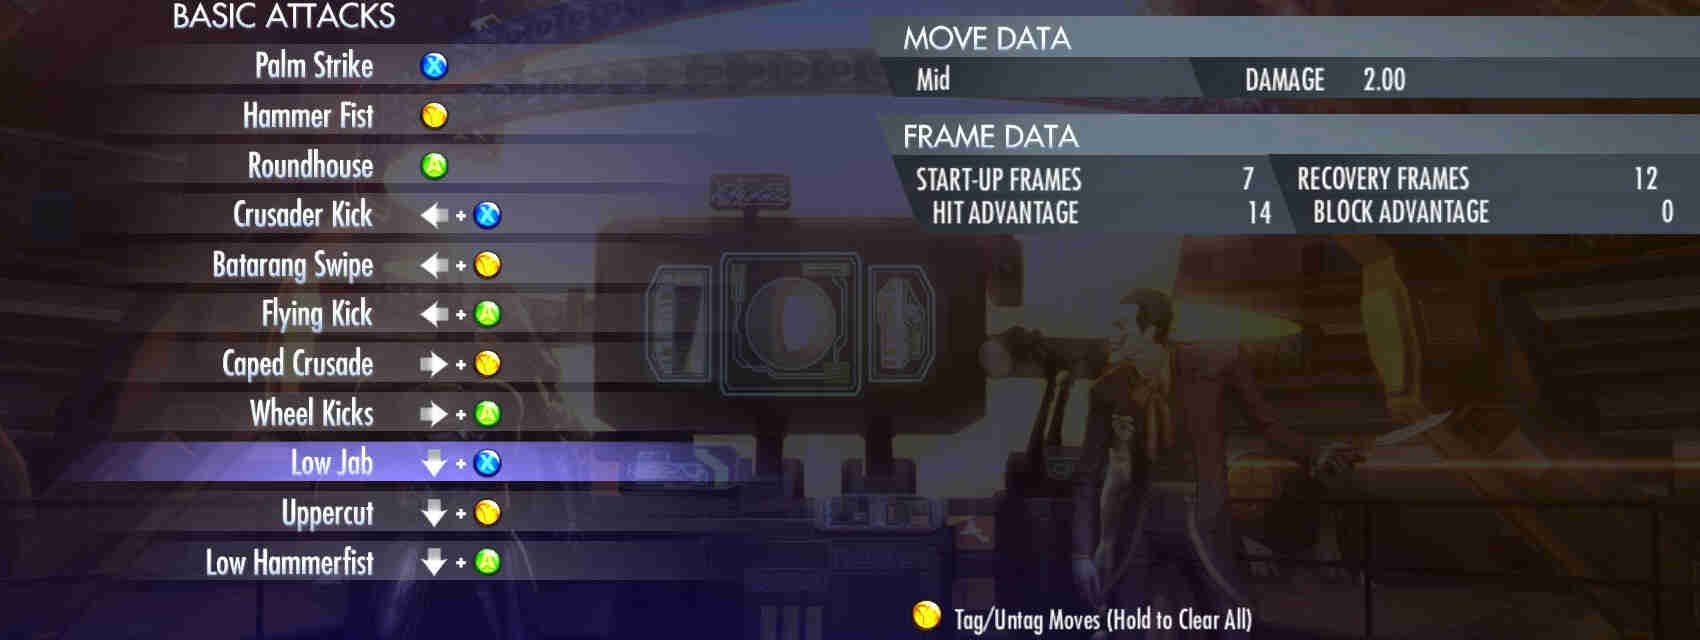 BASIC ATTACKS
Palm Strike X
Hammer Fist Y
Roundhouse A
Crusader Kick + X
Batarang Swipe + Y
Flying Kick + A
Caped Crusade + Y
Wheel Kicks + A
Low Jab + X
Uppercut + Y
Low Hammerfist + A
MOVE DATA
Mid DAMAGE 2.00
FRAME DATA
START-UP FRAMES 7 RECOVERY FRAMES 12
HIT ADVANTAGE 14 BLOCK ADVANTAGE 0
Y Tag/Untag Moves (Hold to Clear All)